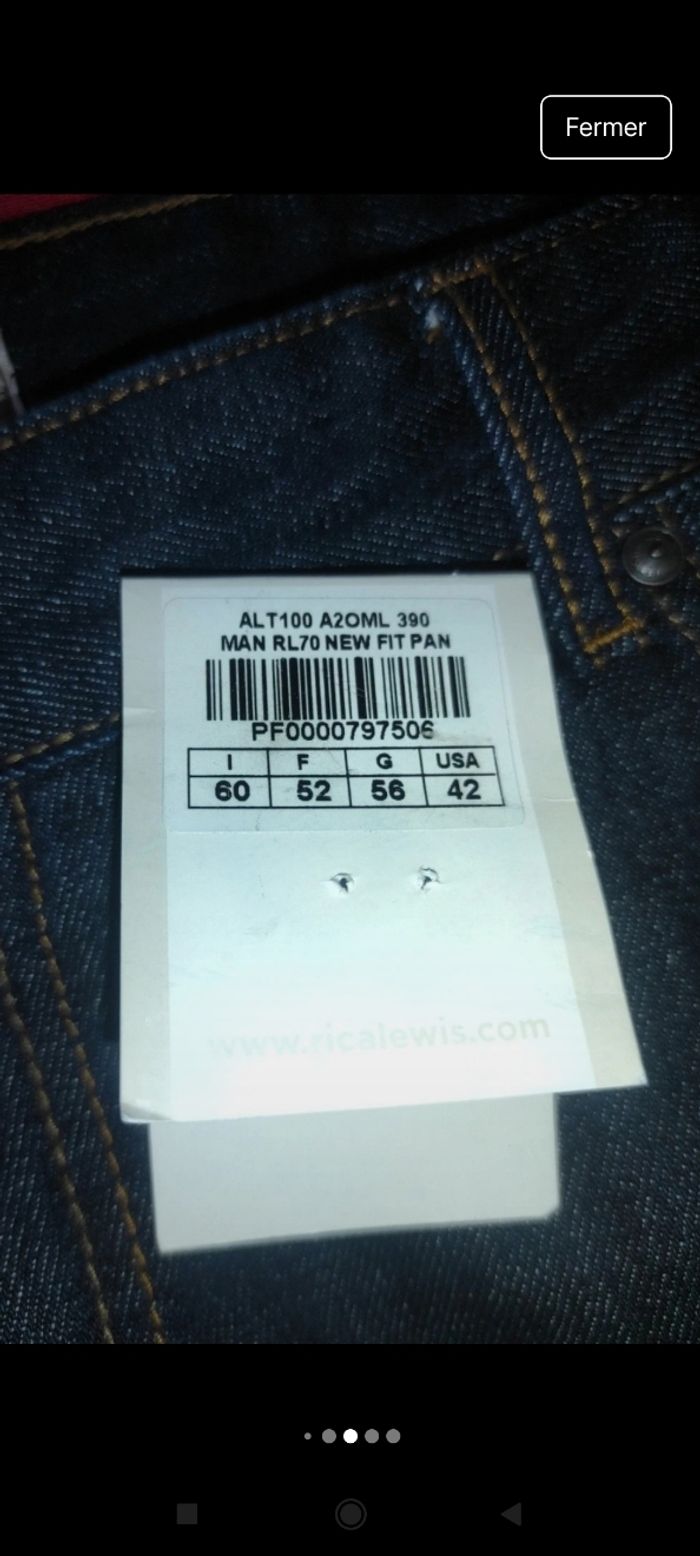 Fermer
ALT100 A2OML 390
MAN RL70 NEW FIT PAN
PF0000797506
I F G USA
60 52 56 42
www.ricalewis.com